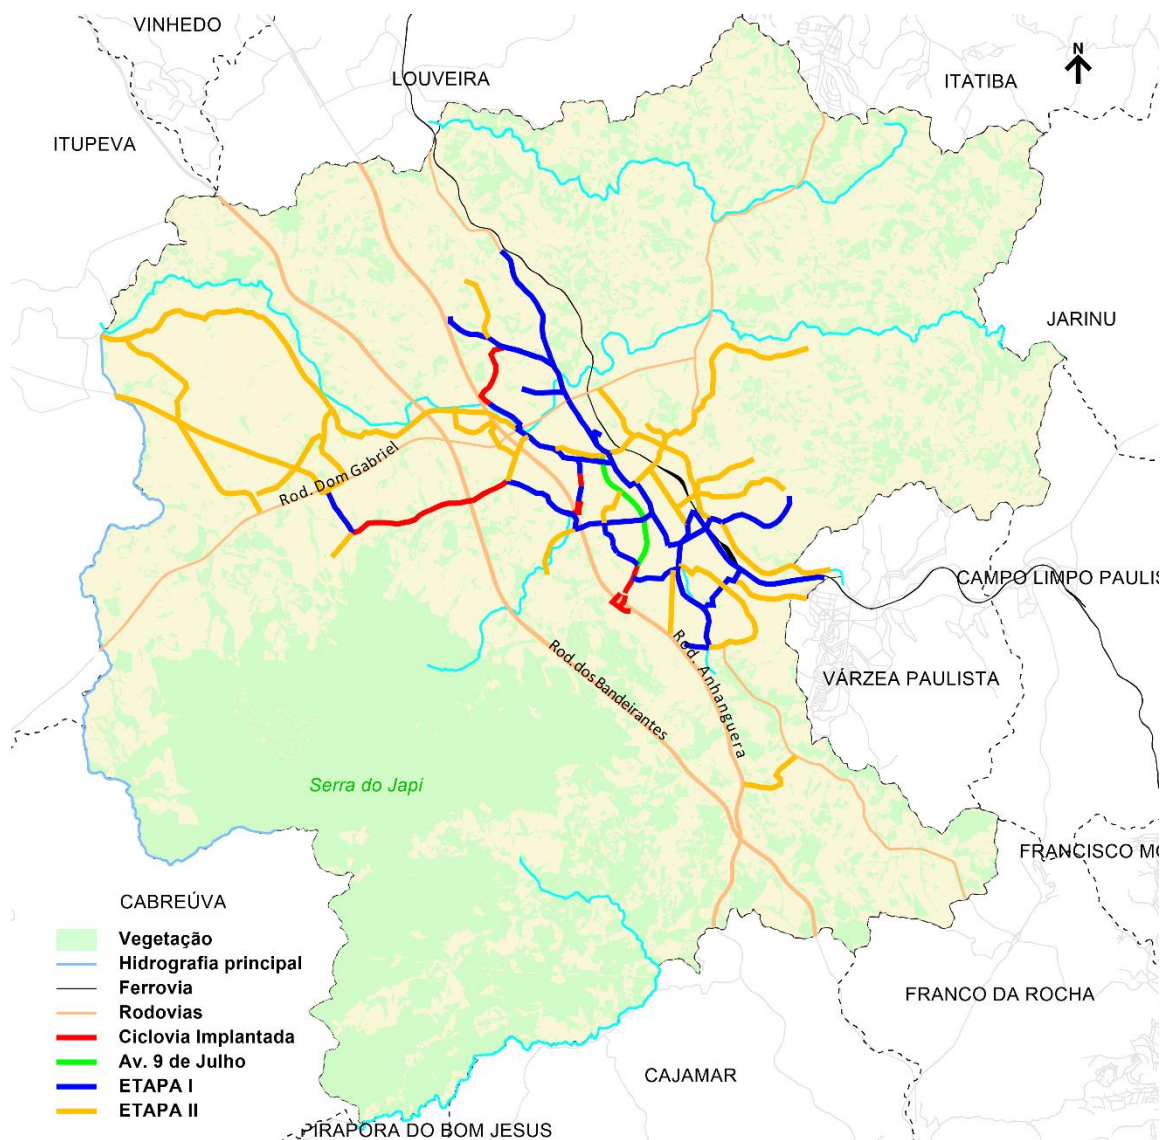 VINHEDO
LOUVEIRA
N
ITATIBA
ITUPEVA
JARINU
Rod. Dom Gabriel
CAMPO LIMPO PAULIS
Rod. dos Bandeirantes
Rod. Anhanguera
VÁRZEA PAULISTA
Serra do Japi
FRANCISCO MO
CABREÚVA
Vegetação
Hidrografia principal
Ferrovia
Rodovias
Ciclovia Implantada
Av. 9 de Julho
ETAPA I
ETAPA II
FRANCO DA ROCHA
CAJAMAR
PIRAPORA DO BOM JESUS